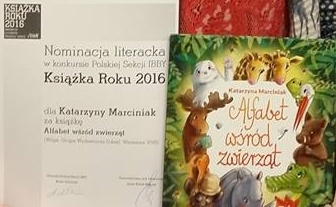 KSIĄŻKA
ROKU
2016
Nominacja literacka
w konkursie Polskiej Sekcji IBBY
Książka Roku 2016
dla Katarzyny Marciniak
za książkę
Alfabet wśród zwierząt
Katarzyna Marciniak
Alfabet
wśród
zwierząt